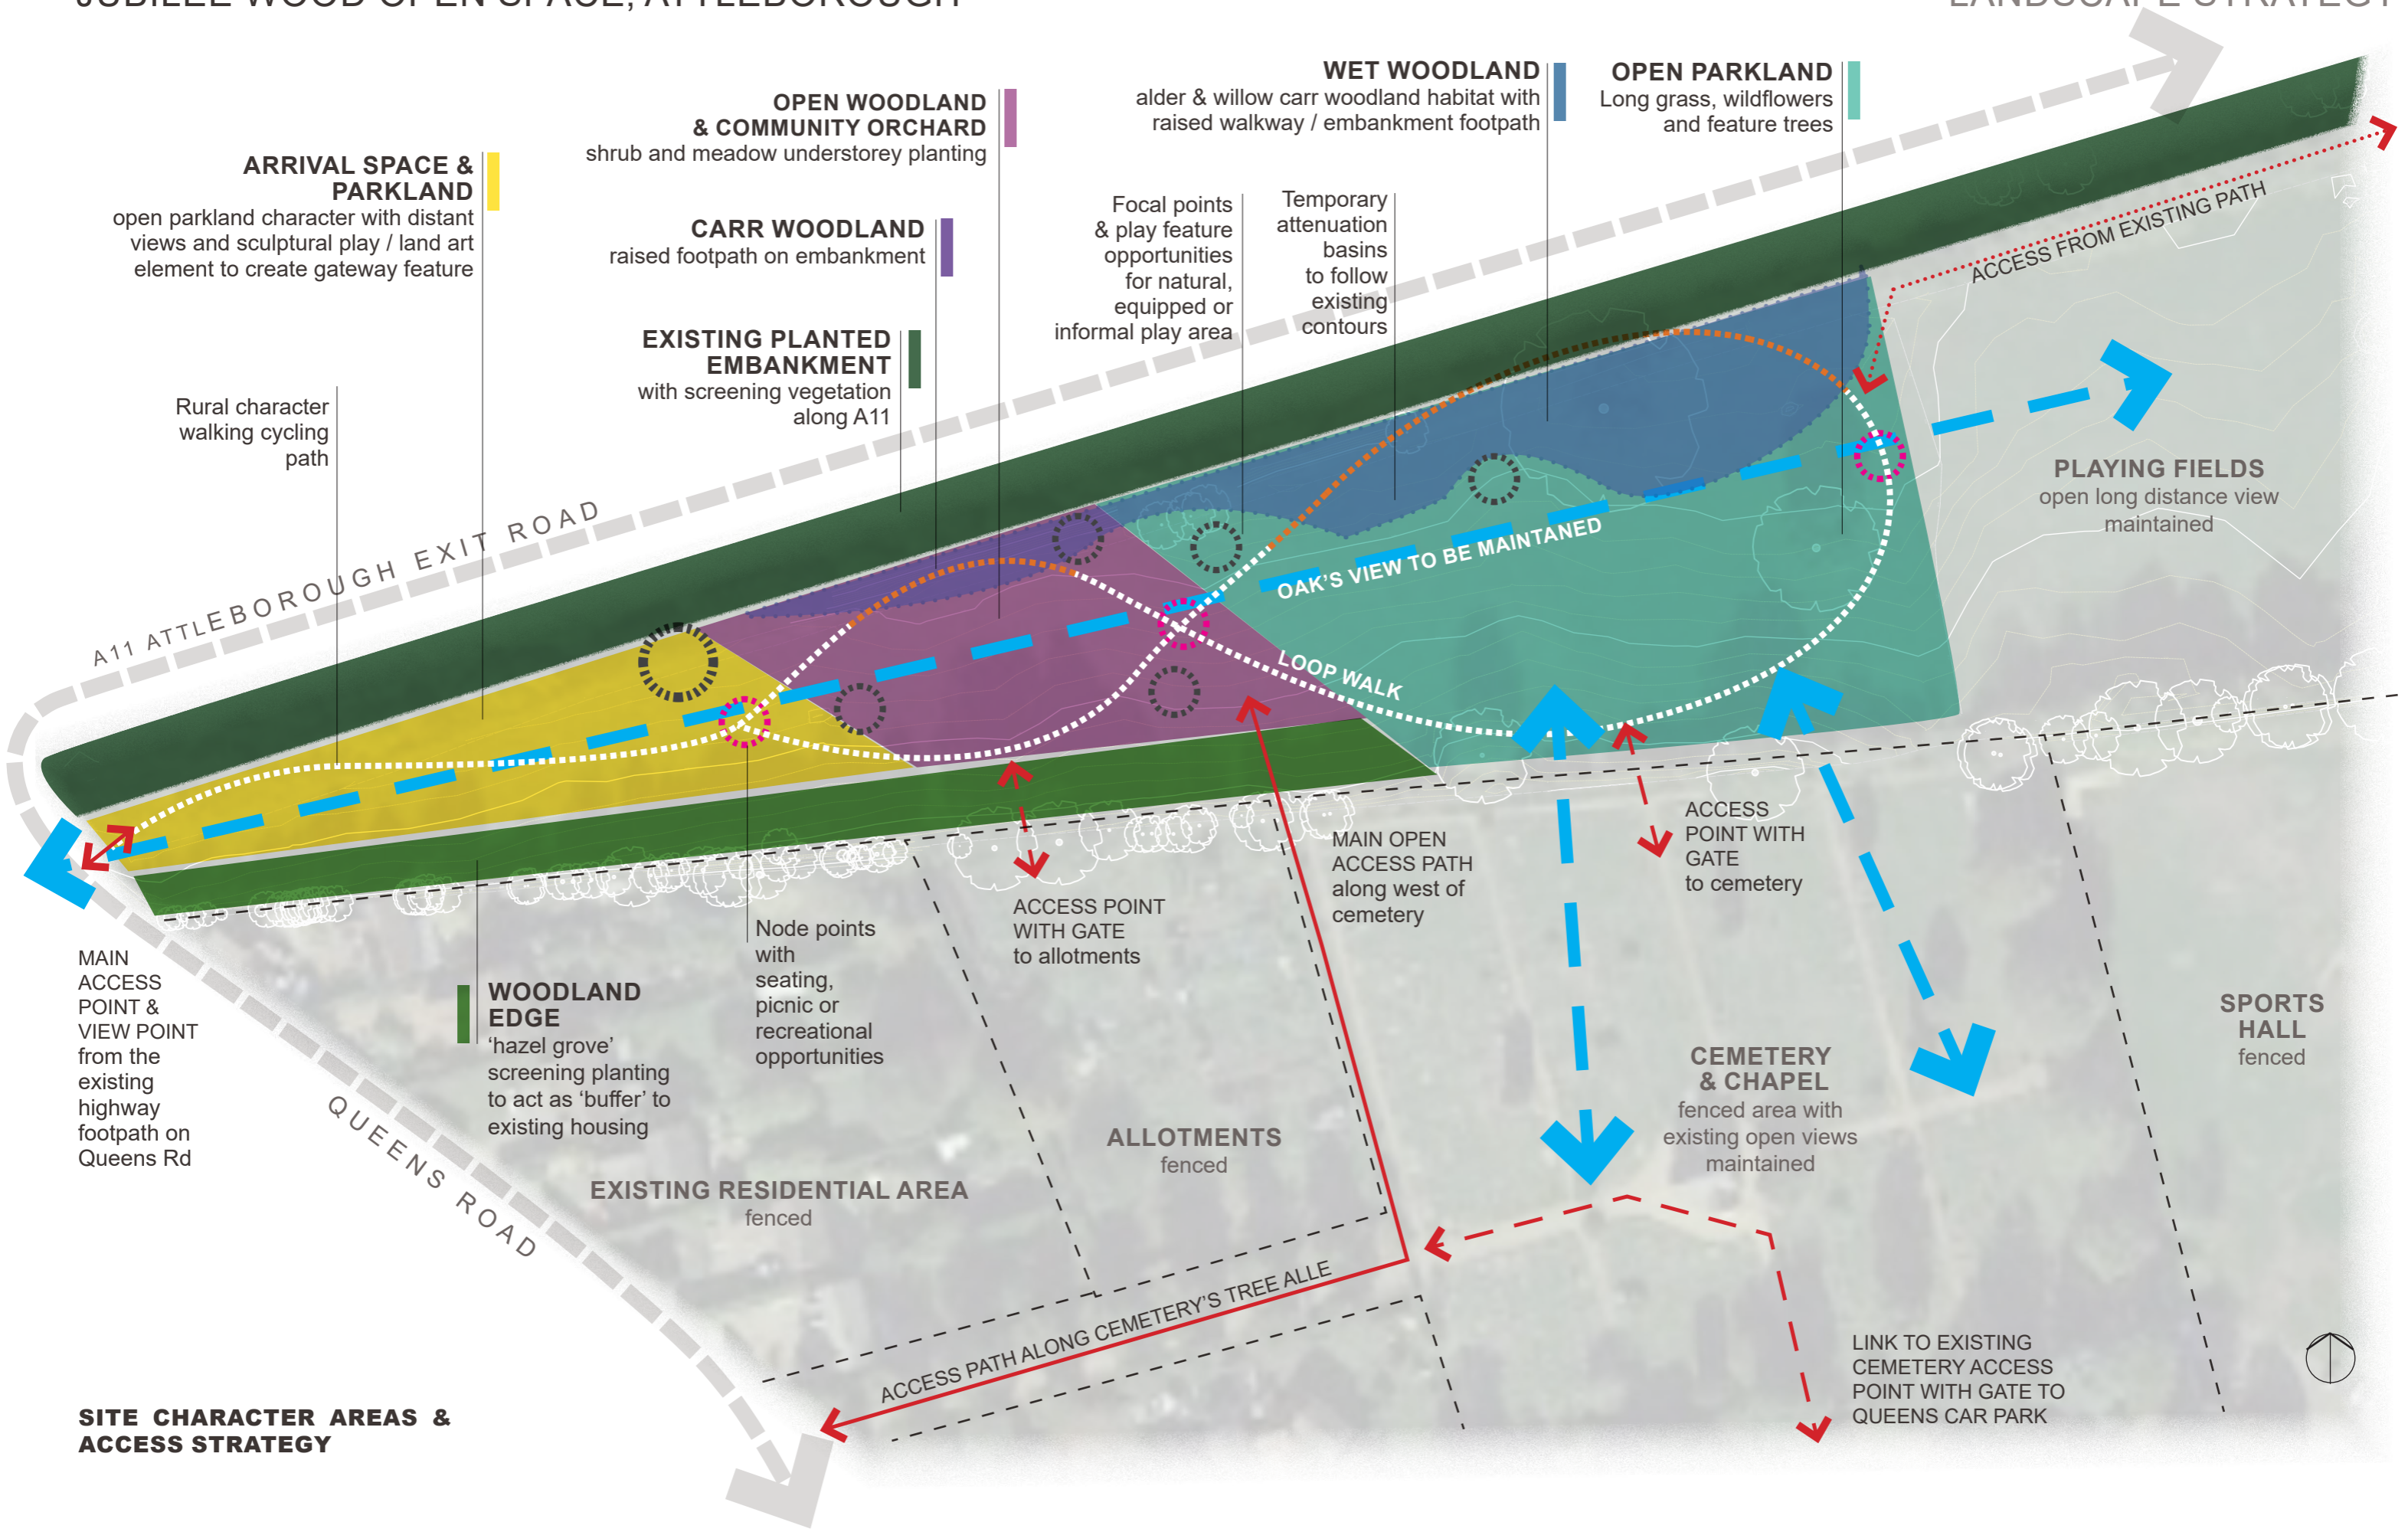 JUBILEE WOOD OPEN SPACE, ATTLEBOROUGH
LANDSCAPE STRATEGY
WET WOODLAND
alder & willow carr woodland habitat with
raised walkway / embankment footpath
OPEN PARKLAND
Long grass, wildflowers
and feature trees
OPEN WOODLAND
& COMMUNITY ORCHARD
shrub and meadow understorey planting
ARRIVAL SPACE &
PARKLAND
open parkland character with distant
views and sculptural play / land art
element to create gateway feature
CARR WOODLAND
raised footpath on embankment
Focal points
& play feature
opportunities
for natural,
equipped or
informal play area
Temporary
attenuation
basins
to follow
existing
contours
EXISTING PLANTED
EMBANKMENT
with screening vegetation
along A11
Rural character
walking cycling
path
ACCESS FROM EXISTING PATH
A11 ATTLEBOROUGH EXIT ROAD
PLAYING FIELDS
open long distance view
maintained
OAK'S VIEW TO BE MAINTANED
LOOP WALK
MAIN OPEN
ACCESS PATH
along west of
cemetery
ACCESS
POINT WITH
GATE
to cemetery
ACCESS POINT
WITH GATE
to allotments
Node points
with
seating,
picnic or
recreational
opportunities
MAIN
ACCESS
POINT &
VIEW POINT
from the
existing
highway
footpath on
Queens Rd
WOODLAND
EDGE
‘hazel grove’
screening planting
to act as ‘buffer’ to
existing housing
QUEENS ROAD
EXISTING RESIDENTIAL AREA
fenced
ALLOTMENTS
fenced
CEMETERY
& CHAPEL
fenced area with
existing open views
maintained
SPORTS
HALL
fenced
ACCESS PATH ALONG CEMETERY'S TREE ALLE
LINK TO EXISTING
CEMETERY ACCESS
POINT WITH GATE TO
QUEENS CAR PARK
SITE CHARACTER AREAS &
ACCESS STRATEGY